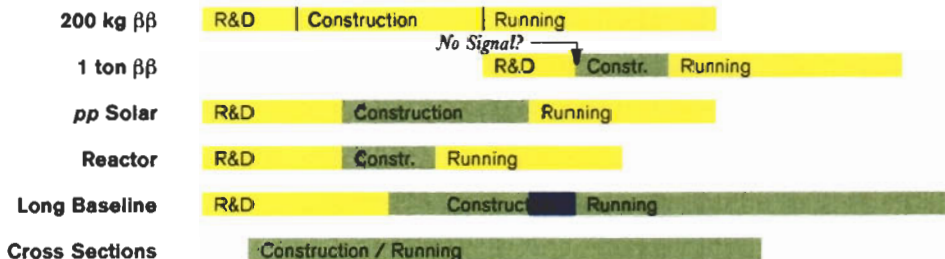 200 kg ββ R&D Construction Running
No Signal?
1 ton ββ R&D Constr. Running
pp Solar R&D Construction Running
Reactor R&D Constr. Running
Long Baseline R&D Construct Running
Cross Sections Construction / Running